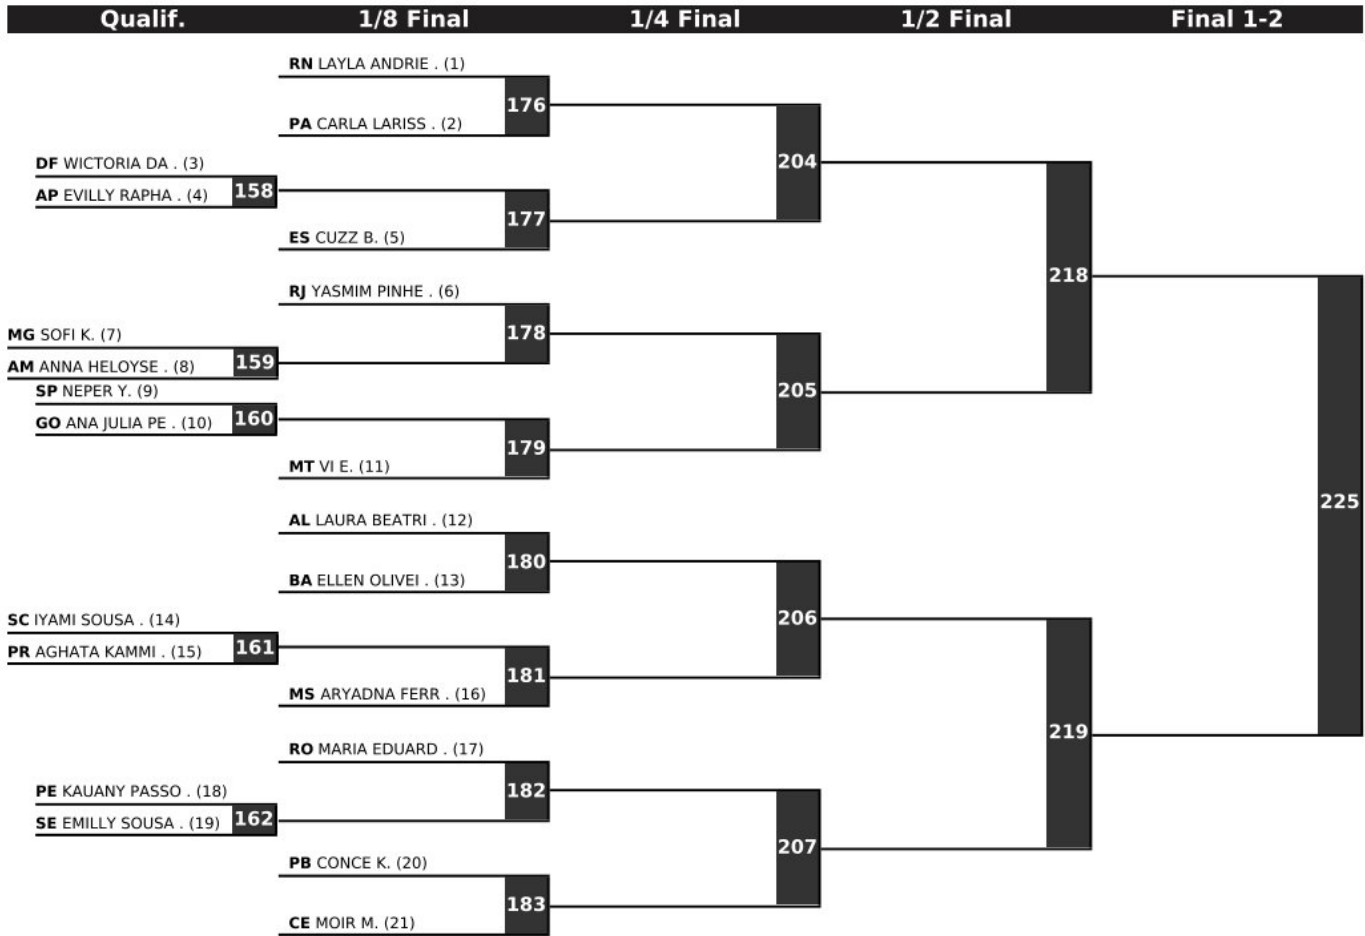 Qualif. 1/8 Final 1/4 Final 1/2 Final Final 1-2
RN LAYLA ANDRIE . (1)
176
PA CARLA LARISS . (2)
204
DF WICTORIA DA . (3)
158
AP EVILLY RAPHA . (4)
177
ES CUZZ B. (5)
218
RJ YASMIM PINHE . (6)
178
MG SOFI K. (7)
159
AM ANNA HELOYSE . (8)
205
SP NEPER Y. (9)
160
GO ANA JULIA PE . (10)
179
MT VI E. (11)
225
AL LAURA BEATRI . (12)
180
BA ELLEN OLIVEI . (13)
206
SC IYAMI SOUSA . (14)
161
PR AGHATA KAMMI . (15)
181
MS ARYADNA FERR . (16)
219
RO MARIA EDUARD . (17)
182
PE KAUANY PASSO . (18)
162
SE EMILLY SOUSA . (19)
207
PB CONCE K. (20)
183
CE MOIR M. (21)